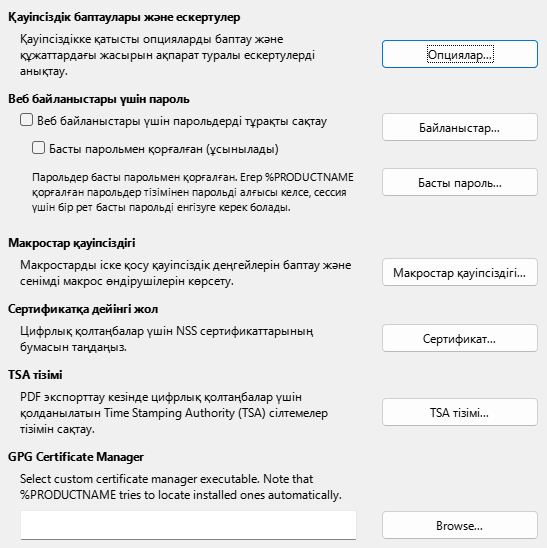 Қауіпсіздік баптаулары және ескертулер
Қауіпсіздікке қатысты опцияларды баптау және
құжаттардағы жасырын ақпарат туралы ескертулерді
анықтау.
Опциялар...
Веб байланыстары үшін пароль
Веб байланыстары үшін парольдерді тұрақты сақтау
Байланыстар...
Басты парольмен қорғалған (ұсынылады)
Парольдер басты парольмен қорғалған. Егер %PRODUCTNAME
қорғалған парольдер тізімінен парольді алғысы келсе, сессия
үшін бір рет басты парольді енгізуге керек болады.
Басты пароль...
Макростар қауіпсіздігі
Макростарды іске қосу қауіпсіздік деңгейлерін баптау және
сенімді макрос өндірушілерін көрсету.
Макростар қауіпсіздігі...
Сертификатқа дейінгі жол
Цифрлық қолтаңбалар үшін NSS сертификаттарының
бумасын таңдаңыз.
Сертификат...
TSA тізімі
PDF экспорттау кезінде цифрлық қолтаңбалар үшін
қолданылатын Time Stamping Authority (TSA) сілтемелер
тізімін сақтау.
TSA тізімі...
GPG Certificate Manager
Select custom certificate manager executable. Note that
%PRODUCTNAME tries to locate installed ones automatically.
Browse...